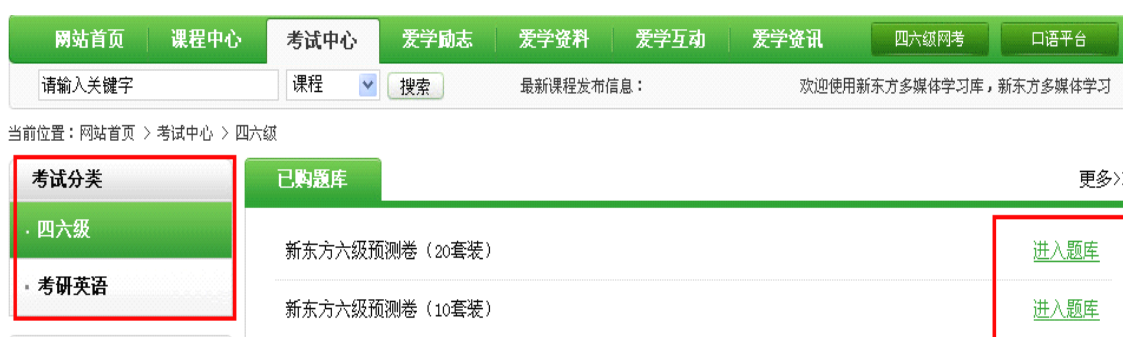 网站首页 课程中心 考试中心 爱学励志 爱学资料 爱学互动 爱学资讯 四六级网考 口语平台
请输入关键字 课程 搜索 最新课程发布信息： 欢迎使用新东方多媒体学习库，新东方多媒体学习
当前位置：网站首页 > 考试中心 > 四六级
考试分类 已购题库 更多>
· 四六级
新东方六级预测卷（20套装） 进入题库
· 考研英语
新东方六级预测卷（10套装） 进入题库